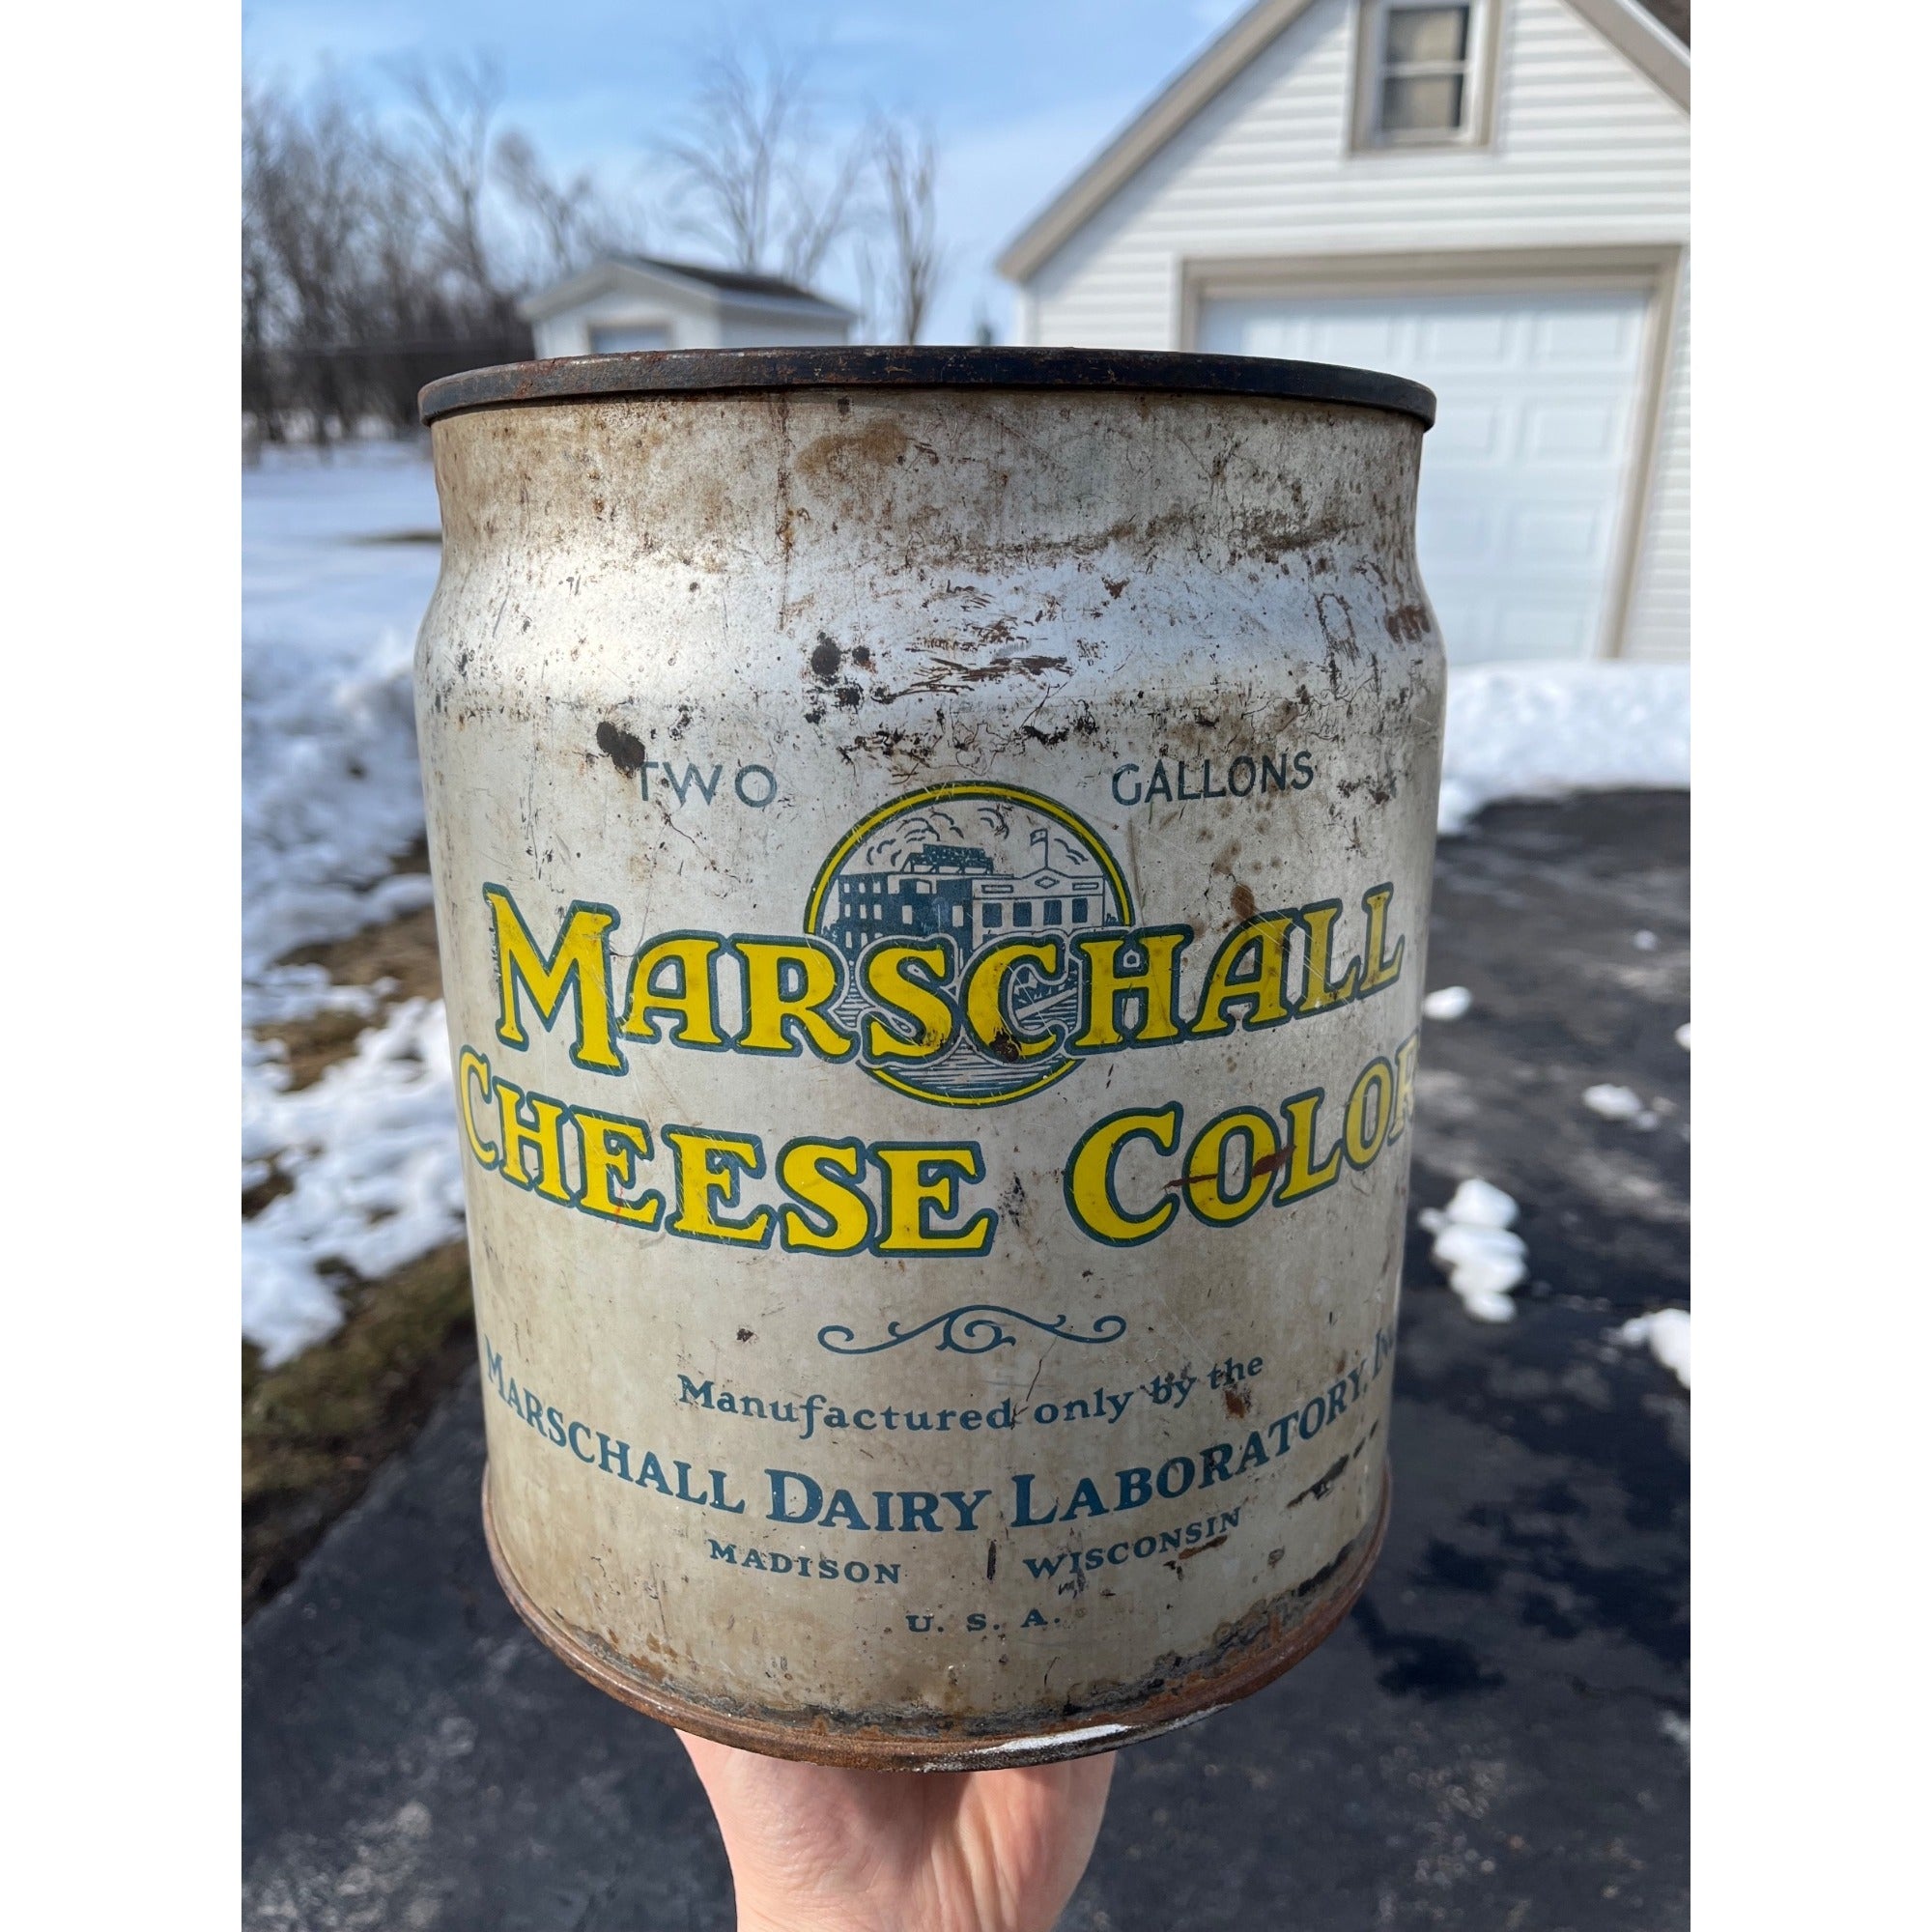 TWO GALLONS
MARSCHALL
CHEESE COLOR
Manufactured only by the
MARSCHALL DAIRY LABORATORY, INC.
MADISON WISCONSIN
U. S. A.